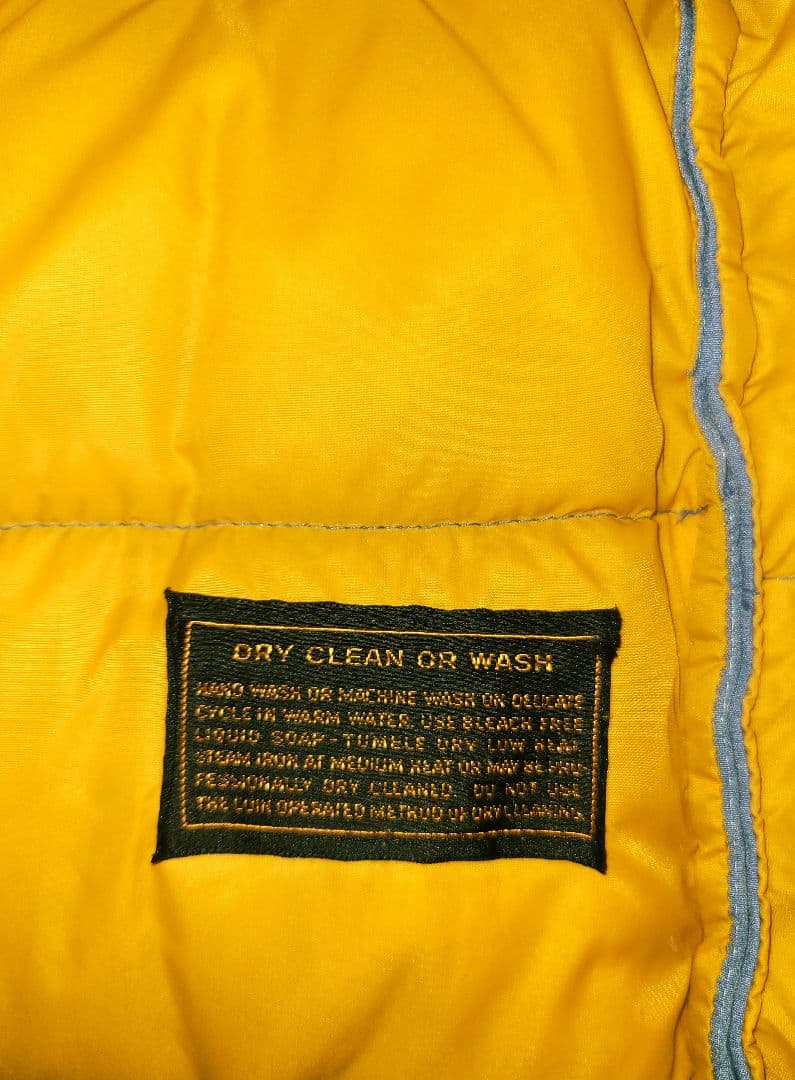 DRY CLEAN OR WASH
HAND WASH OR MACHINE WASH ON DELICATE
CYCLE IN WARM WATER. USE BLEACH FREE
LIQUID SOAP - TUMBLE DRY LOW HEAT
STEAM IRON AT MEDIUM HEAT OR MAY BE PRO-
FESSIONALLY DRY CLEANED. DO NOT USE
THE COIN OPERATED METHOD OF DRY CLEANING.